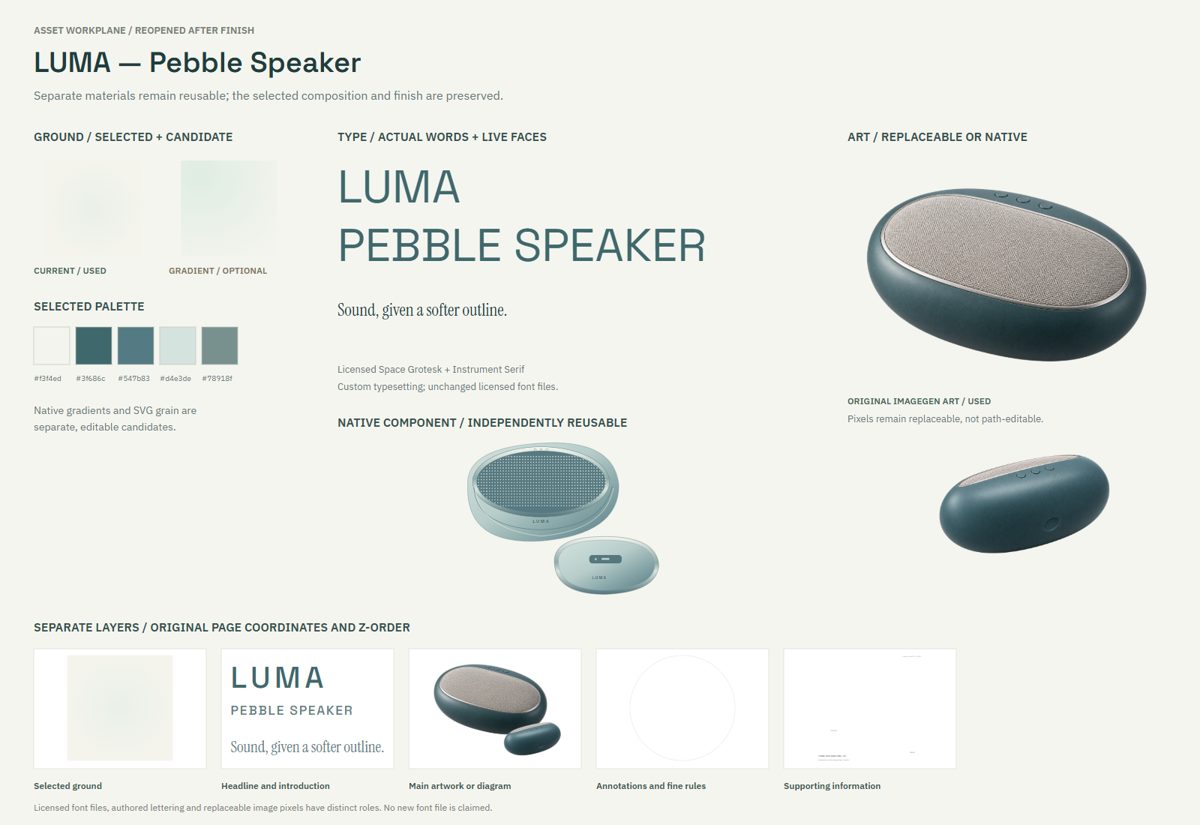 ASSET WORKPLANE / REOPENED AFTER FINISH
LUMA — Pebble Speaker
Separate materials remain reusable; the selected composition and finish are preserved.
GROUND / SELECTED + CANDIDATE
CURRENT / USED
GRADIENT / OPTIONAL
SELECTED PALETTE
#f3f4ed
#3f686c
#547b83
#d4e3de
#78918f
Native gradients and SVG grain are
separate, editable candidates.
TYPE / ACTUAL WORDS + LIVE FACES
LUMA
PEBBLE SPEAKER
Sound, given a softer outline.
Licensed Space Grotesk + Instrument Serif
Custom typesetting; unchanged licensed font files.
NATIVE COMPONENT / INDEPENDENTLY REUSABLE
LUMA
LUMA
ART / REPLACEABLE OR NATIVE
ORIGINAL IMAGEGEN ART / USED
Pixels remain replaceable, not path-editable.
SEPARATE LAYERS / ORIGINAL PAGE COORDINATES AND Z-ORDER
LUMA
PEBBLE SPEAKER
Sound, given a softer outline.
Selected ground
Headline and introduction
Main artwork or diagram
Annotations and fine rules
Supporting information
Licensed font files, authored lettering and replaceable image pixels have distinct roles. No new font file is claimed.